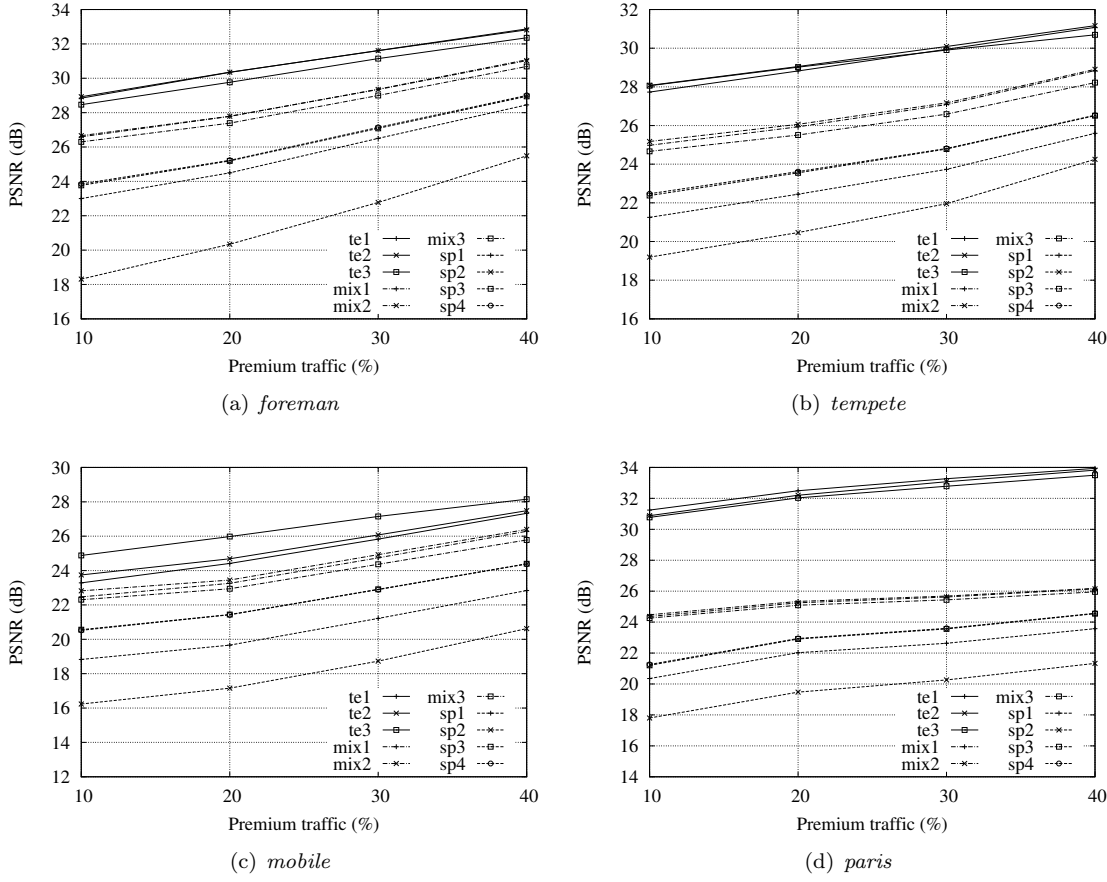 34
32
30
28
26
24
22
20
18
16
10
20
30
40
PSNR (dB)
Premium traffic (%)
te1
te2
te3
mix1
mix2
mix3
sp1
sp2
sp3
sp4
(a) foreman
32
30
28
26
24
22
20
18
16
10
20
30
40
PSNR (dB)
Premium traffic (%)
te1
te2
te3
mix1
mix2
mix3
sp1
sp2
sp3
sp4
(b) tempete
30
28
26
24
22
20
18
16
14
12
10
20
30
40
PSNR (dB)
Premium traffic (%)
te1
te2
te3
mix1
mix2
mix3
sp1
sp2
sp3
sp4
(c) mobile
34
32
30
28
26
24
22
20
18
16
14
10
20
30
40
PSNR (dB)
Premium traffic (%)
te1
te2
te3
mix1
mix2
mix3
sp1
sp2
sp3
sp4
(d) paris